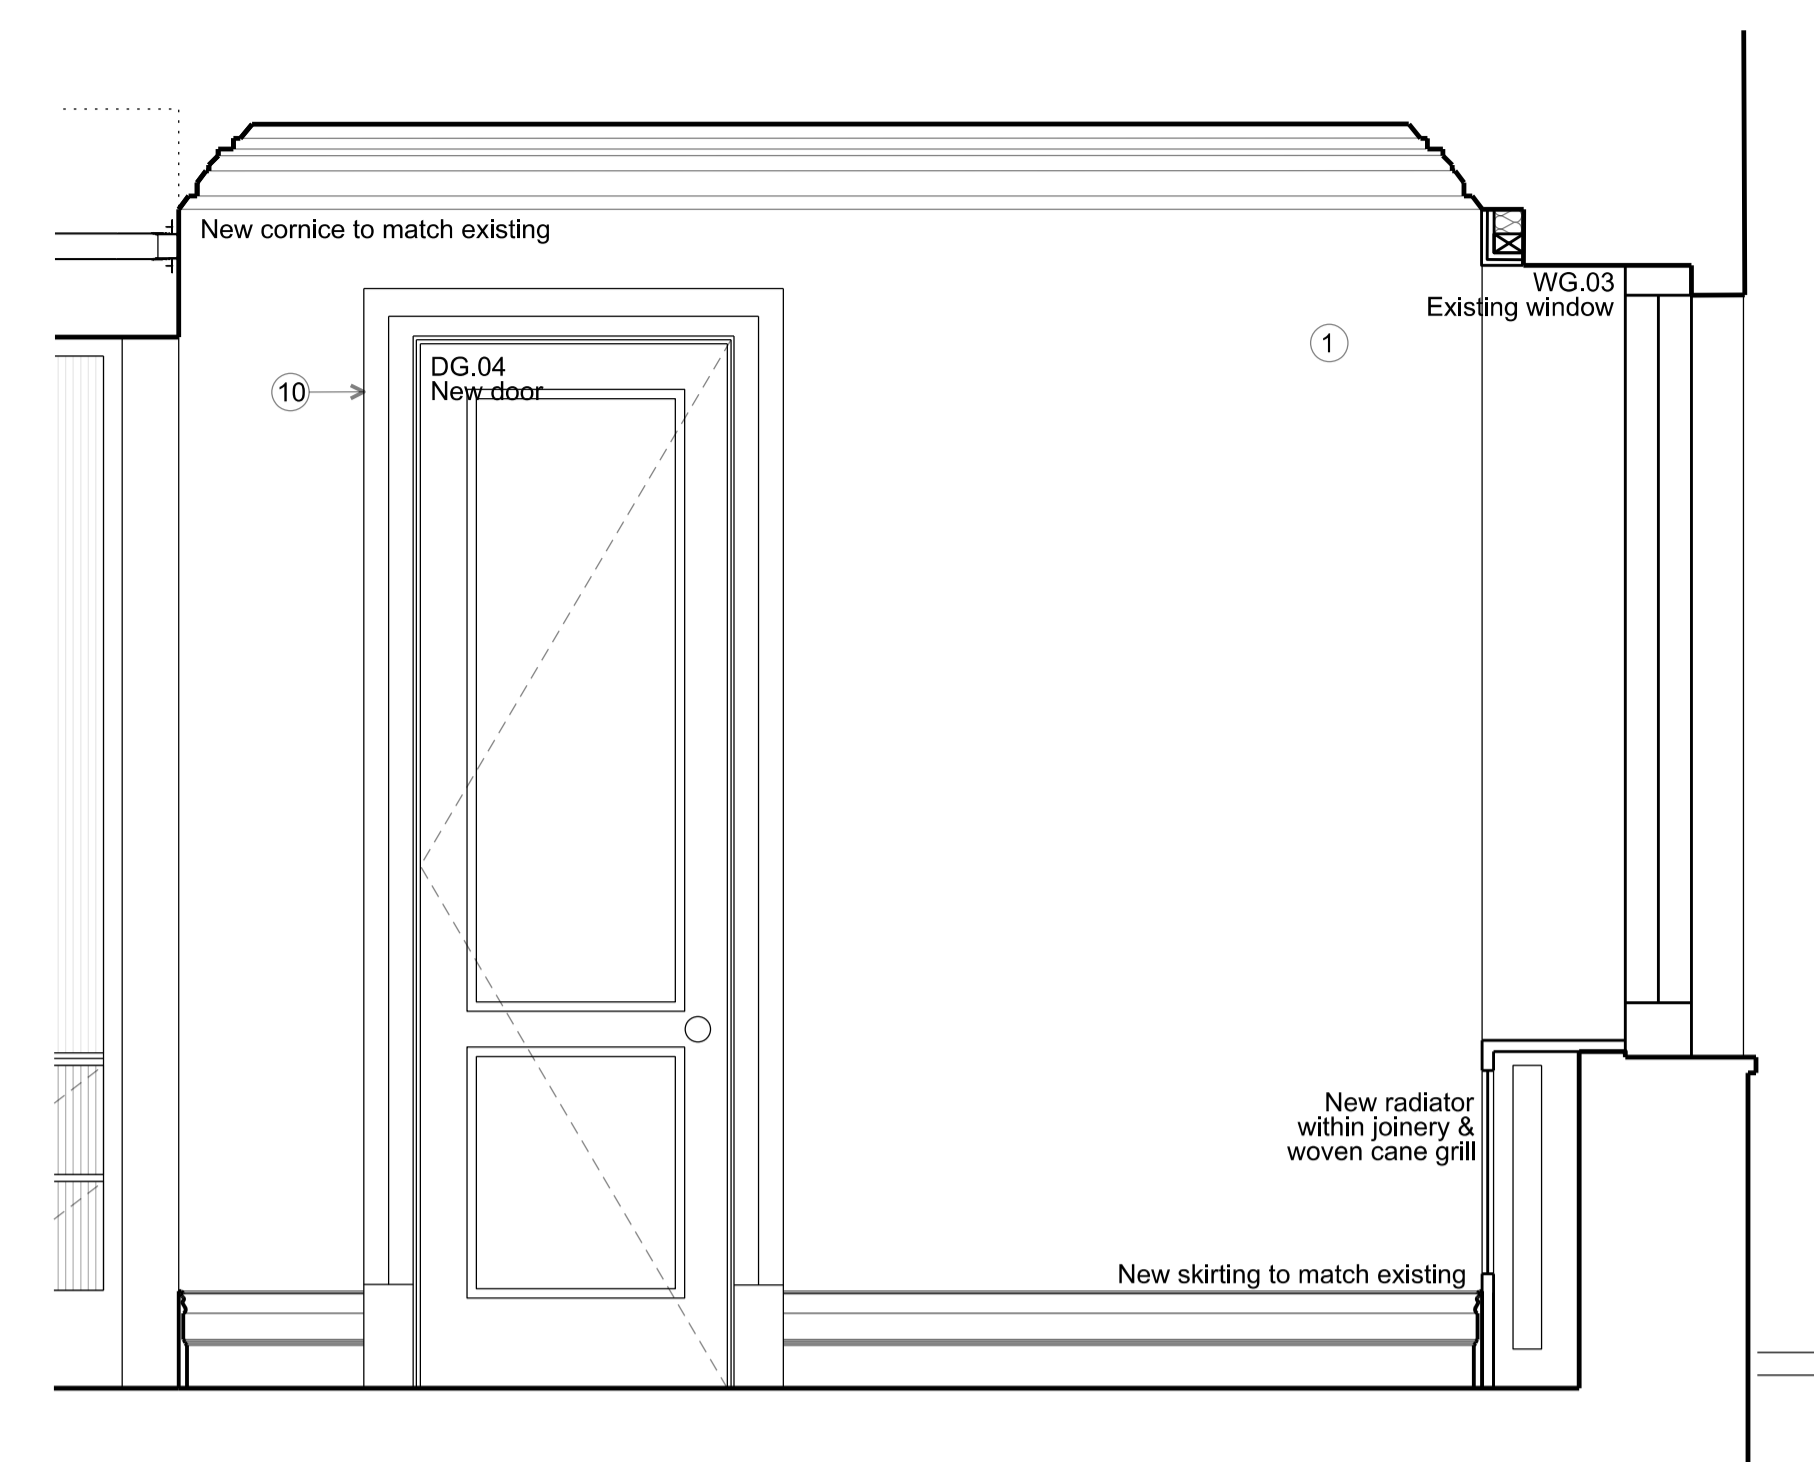 New cornice to match existing
WG.03
Existing window
1
DG.04
New door
10
New radiator
within joinery &
woven cane grill
New skirting to match existing